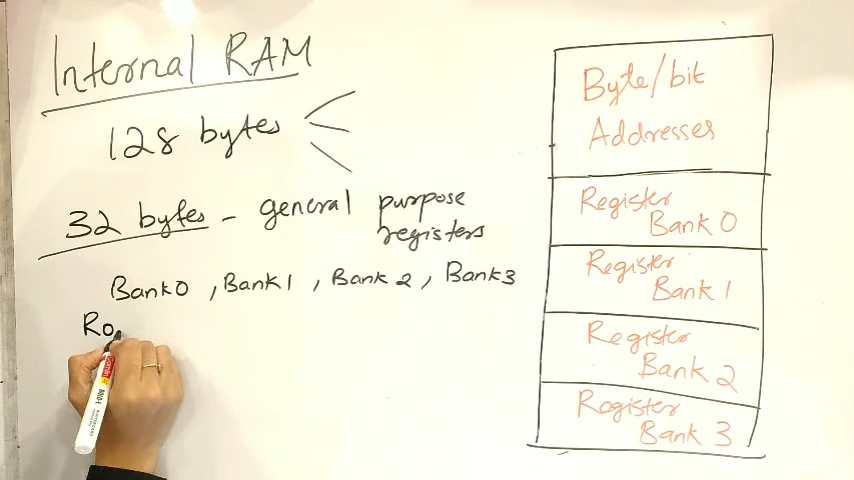 Internal RAM
128 bytes
32 bytes - general purpose
registers
Bank0 , Bank1 , Bank 2 , Bank3
R0
Byte/bit
Addresses
Register
Bank 0
Register
Bank 1
Register
Bank 2
Register
Bank 3